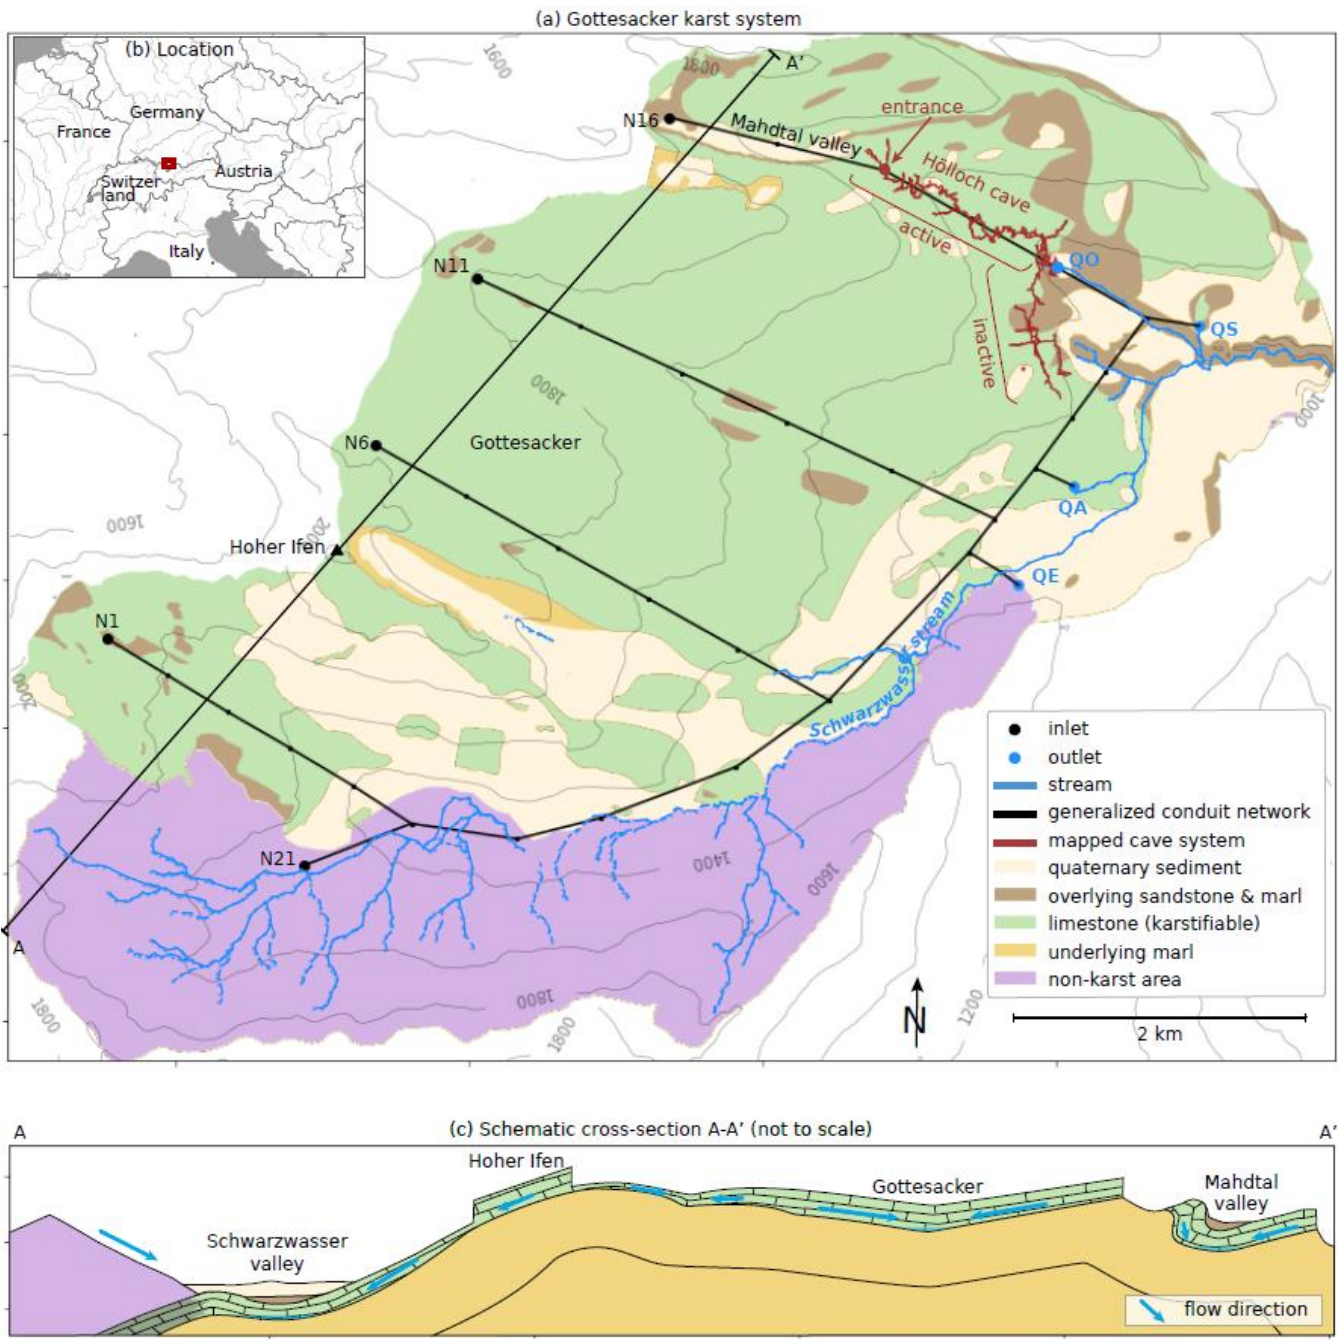 (a) Gottesacker karst system
(b) Location
Germany
France
Austria
Switzer
land
Italy
1600
1800
A'
entrance
N16
Mahdtal valley
Hölloch cave
active
N11
QO
inactive
QS
1800
1000
N6
Gottesacker
QA
1600
2000
Hoher Ifen
QE
N1
Schwarzwasser stream
2000
N21
1400
1600
A
1800
1800
1800
1200
inlet
outlet
stream
generalized conduit network
mapped cave system
quaternary sediment
overlying sandstone & marl
limestone (karstifiable)
underlying marl
non-karst area
N
2 km
A
(c) Schematic cross-section A-A’ (not to scale)
A’
Hoher Ifen
Gottesacker
Mahdtal
valley
Schwarzwasser
valley
flow direction